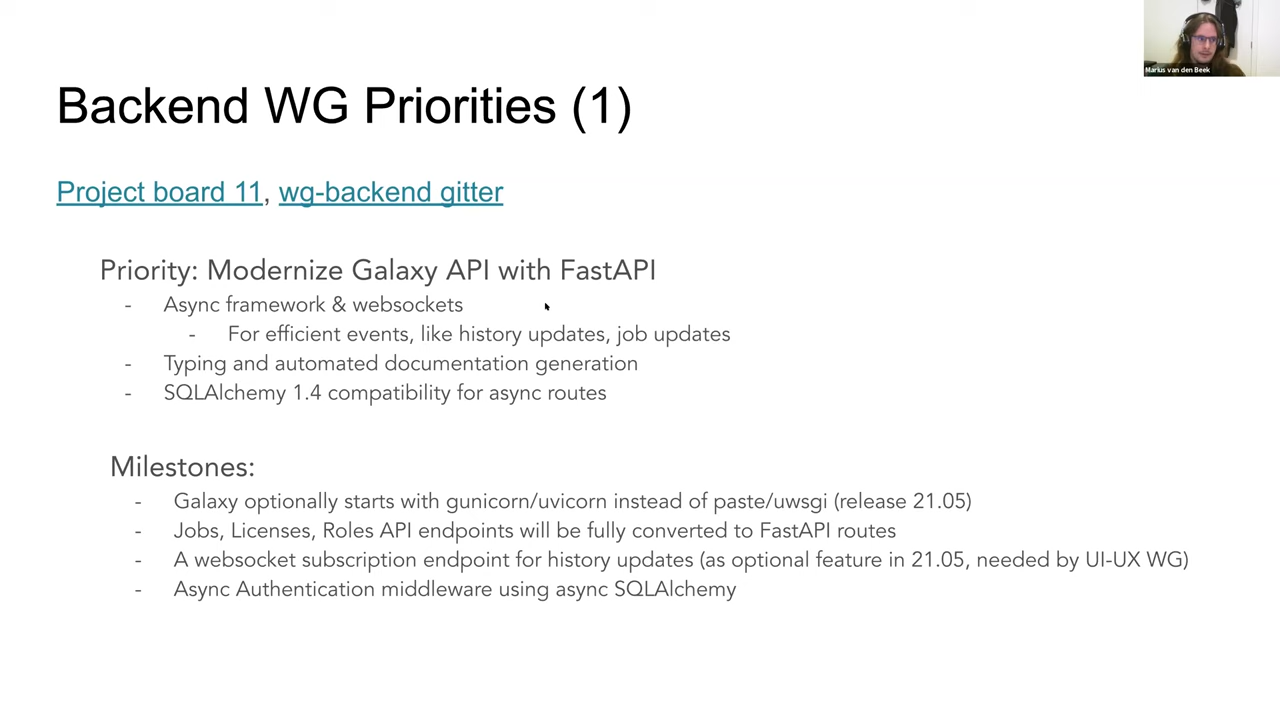 Marius van den Beek
Backend WG Priorities (1)
Project board 11, wg-backend gitter
Priority: Modernize Galaxy API with FastAPI
- Async framework & websockets
- For efficient events, like history updates, job updates
- Typing and automated documentation generation
- SQLAlchemy 1.4 compatibility for async routes
Milestones:
- Galaxy optionally starts with gunicorn/uvicorn instead of paste/uwsgi (release 21.05)
- Jobs, Licenses, Roles API endpoints will be fully converted to FastAPI routes
- A websocket subscription endpoint for history updates (as optional feature in 21.05, needed by UI-UX WG)
- Async Authentication middleware using async SQLAlchemy